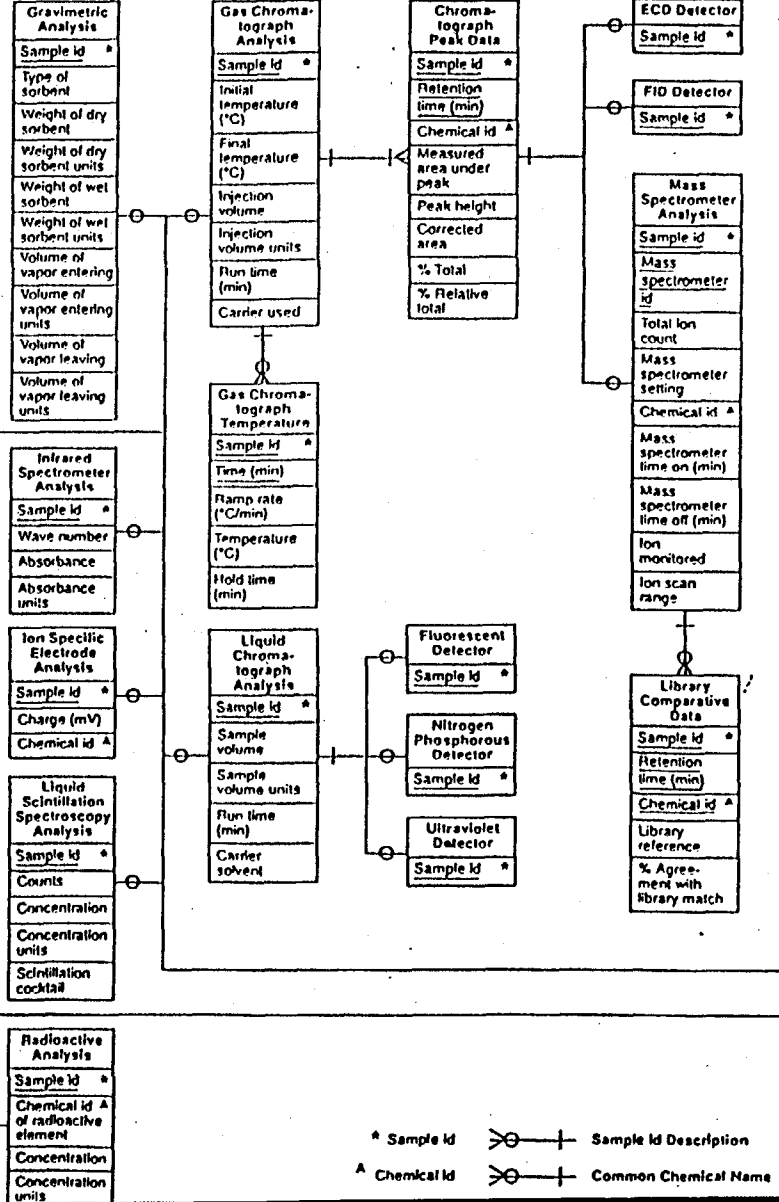 Gravimetric
Analysis
Sample Id *
Type of
sorbent
Weight of dry
sorbent
Weight of dry
sorbent units
Weight of wet
sorbent
Weight of wet
sorbent units
Volume of
vapor entering
Volume of
vapor entering
units
Volume of
vapor leaving
Volume of
vapor leaving
units
Infrared
Spectrometer
Analysis
Sample Id *
Wave number
Absorbance
Absorbance
units
Ion Specific
Electrode
Analysis
Sample Id *
Charge (mV)
Chemical id ▲
Liquid
Scintillation
Spectroscopy
Analysis
Sample Id *
Counts
Concentration
Concentration
units
Scintillation
cocktail
Radioactive
Analysis
Sample Id *
Chemical id ▲
of radioactive
element
Concentration
Concentration
units
Gas Chroma-
tograph
Analysis
Sample Id *
Initial
temperature
(°C)
Final
temperature
(°C)
Injection
volume
Injection
volume units
Run time
(min)
Carrier used
Gas Chroma-
tograph
Temperature
Sample Id *
Time (min)
Ramp rate
(°C/min)
Temperature
(°C)
Hold time
(min)
Liquid
Chroma-
tograph
Analysis
Sample Id *
Sample
volume
Sample
volume units
Run time
(min)
Carrier
solvent
Chroma-
tograph
Peak Data
Sample Id *
Retention
time (min)
Chemical id ▲
Measured
area under
peak
Peak height
Corrected
area
% Total
% Relative
total
Fluorescent
Detector
Sample Id *
Nitrogen
Phosphorous
Detector
Sample Id *
Ultraviolet
Detector
Sample Id *
ECD Detector
Sample Id *
FID Detector
Sample Id *
Mass
Spectrometer
Analysis
Sample id *
Mass
spectrometer
id
Total Ion
count
Mass
spectrometer
setting
Chemical id ▲
Mass
spectrometer
time on (min)
Mass
spectrometer
time off (min)
Ion
monitored
Ion scan
range
Library
Comparative
Data
Sample Id *
Retention
time (min)
Chemical id ▲
Library
reference
% Agree-
ment with
library match
* Sample Id Sample Id Description
▲ Chemical Id Common Chemical Name